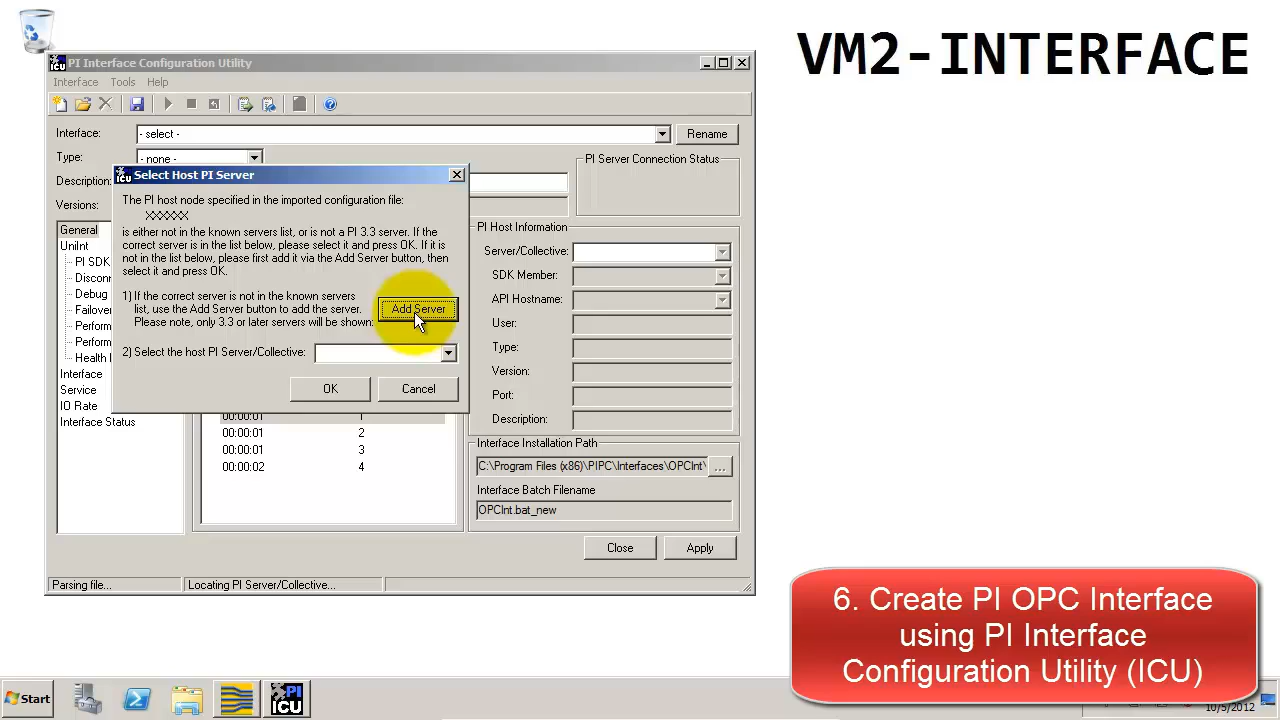 VM2-INTERFACE
PI Interface Configuration Utility
Interface Tools Help
Interface: - select - Rename
Type: - none -
PI Server Connection Status
Description:
Versions:
ICU Select Host PI Server
The PI host node specified in the imported configuration file:
XXXXX
is either not in the known servers list, or is not a PI 3.3 server. If the
correct server is in the list below, please select it and press OK. If it is
not in the list below, please first add it via the Add Server button, then
select it and press OK.
1) If the correct server is not in the known servers
list, use the Add Server button to add the server.
Please note, only 3.3 or later servers will be shown:
Add Server
2) Select the host PI Server/Collective:
OK Cancel
General
UniInt
PI SDK
Disconn
Debug
Failove
Perform
Perform
Health
Interface
Service
IO Rate
Interface Status
00:00:01 1
00:00:01 2
00:00:01 3
00:00:02 4
PI Host Information
Server/Collective:
SDK Member:
API Hostname:
User:
Type:
Version:
Port:
Description:
Interface Installation Path
C:\Program Files (x86)\PIPC\Interfaces\OPCInt\ ...
Interface Batch Filename
OPCInt.bat_new
Close Apply
Parsing file... Locating PI Server/Collective...
6. Create PI OPC Interface
using PI Interface
Configuration Utility (ICU)
Start
PI
ICU
10/5/2012